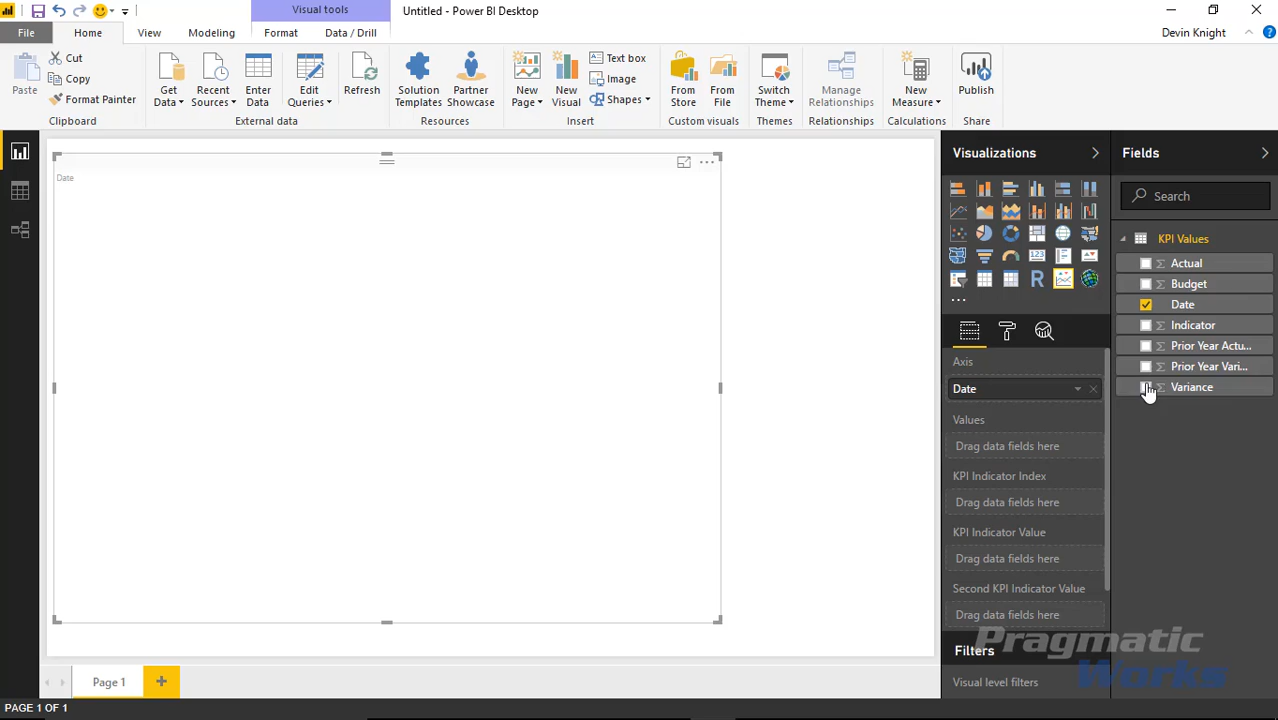 Visual tools
Untitled - Power BI Desktop
File
Home
View
Modeling
Format
Data / Drill
Devin Knight
Paste
Cut
Copy
Format Painter
Clipboard
Get Data
Recent Sources
Enter Data
Edit Queries
Refresh
External data
Solution Templates
Partner Showcase
Resources
New Page
New Visual
Text box
Image
Shapes
Insert
From Store
From File
Custom visuals
Switch Theme
Themes
Manage Relationships
Relationships
New Measure
Calculations
Publish
Share
Date
Visualizations
123
R
Axis
Date
Values
Drag data fields here
KPI Indicator Index
Drag data fields here
KPI Indicator Value
Drag data fields here
Second KPI Indicator Value
Drag data fields here
Filters
Visual level filters
Fields
Search
KPI Values
Actual
Budget
Date
Indicator
Prior Year Actu...
Prior Year Vari...
Variance
Pragmatic
Works
Page 1
PAGE 1 OF 1